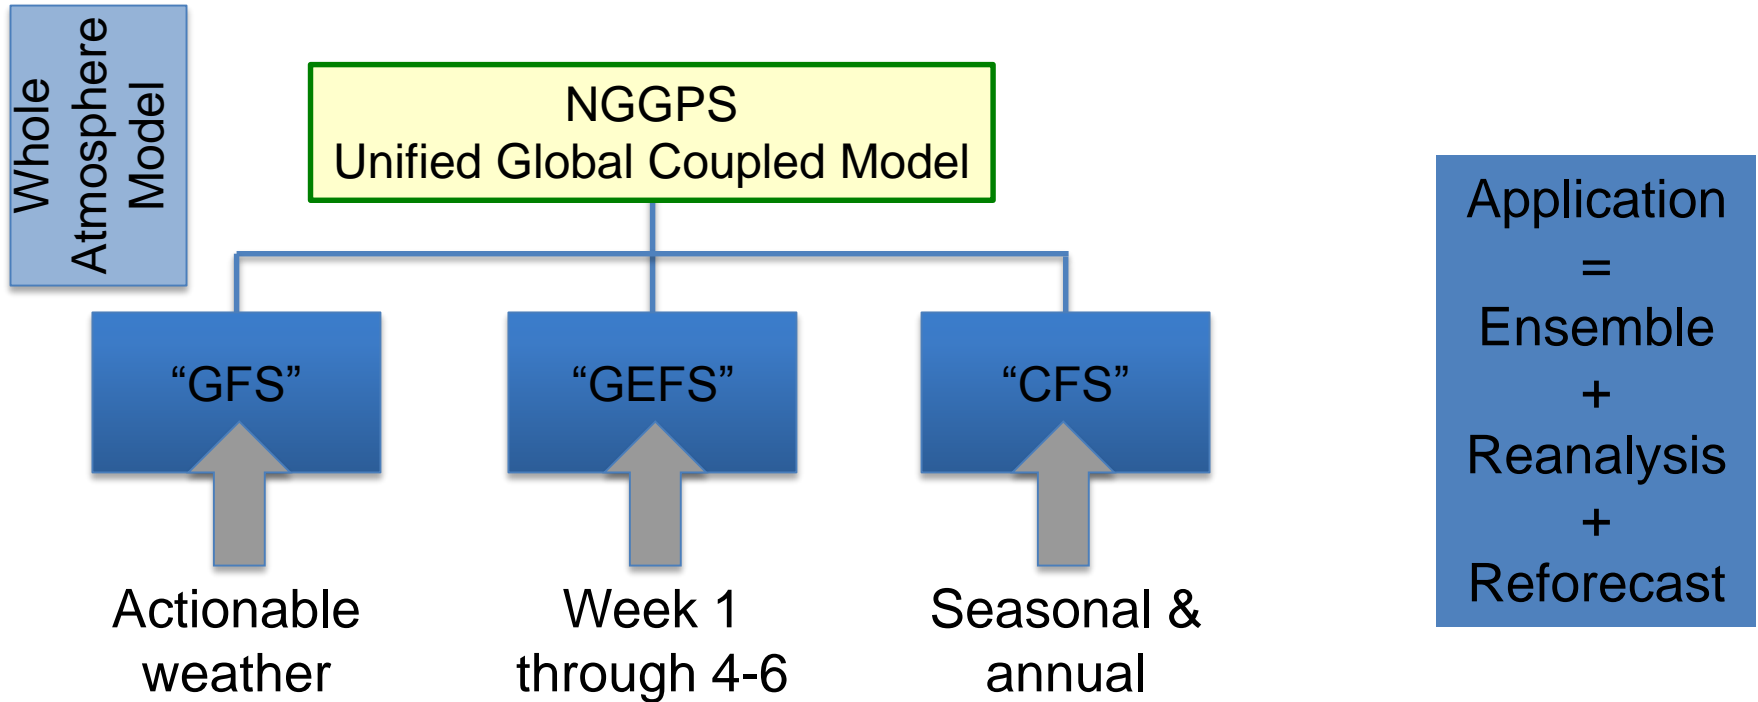 Whole
Atmosphere
Model
NGGPS
Unified Global Coupled Model
“GFS”
“GEFS”
“CFS”
Actionable
weather
Week 1
through 4-6
Seasonal &
annual
Application
=
Ensemble
+
Reanalysis
+
Reforecast